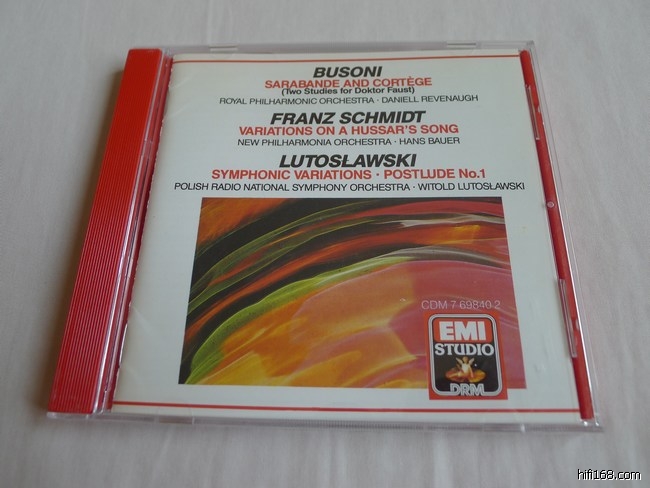 BUSONI
SARABANDE AND CORTÈGE
(Two Studies for Doktor Faust)
ROYAL PHILHARMONIC ORCHESTRA · DANIELL REVENAUGH
FRANZ SCHMIDT
VARIATIONS ON A HUSSAR'S SONG
NEW PHILHARMONIA ORCHESTRA · HANS BAUER
LUTOSŁAWSKI
SYMPHONIC VARIATIONS · POSTLUDE No.1
POLISH RADIO NATIONAL SYMPHONY ORCHESTRA · WITOLD LUTOSŁAWSKI
CDM 7 69840 2
EMI
STUDIO
DRM
hifi168.com